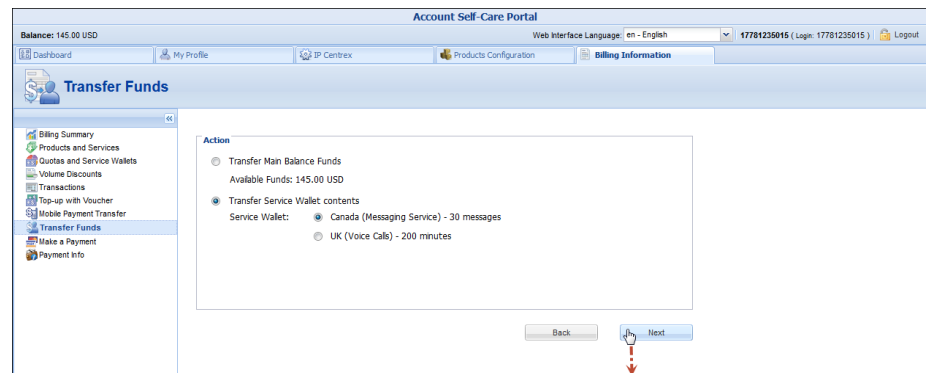 Account Self-Care Portal
Balance: 145.00 USD
Web Interface Language: en - English
17781235015 ( Login: 17781235015 )
Logout
Dashboard
My Profile
IP Centrex
Products Configuration
Billing Information
Transfer Funds
Billing Summary
Products and Services
Quotas and Service Wallets
Volume Discounts
Transactions
Top-up with Voucher
Mobile Payment Transfer
Transfer Funds
Make a Payment
Payment Info
Action
Transfer Main Balance Funds
Available Funds: 145.00 USD
Transfer Service Wallet contents
Service Wallet: Canada (Messaging Service) - 30 messages
UK (Voice Calls) - 200 minutes
Back
Next